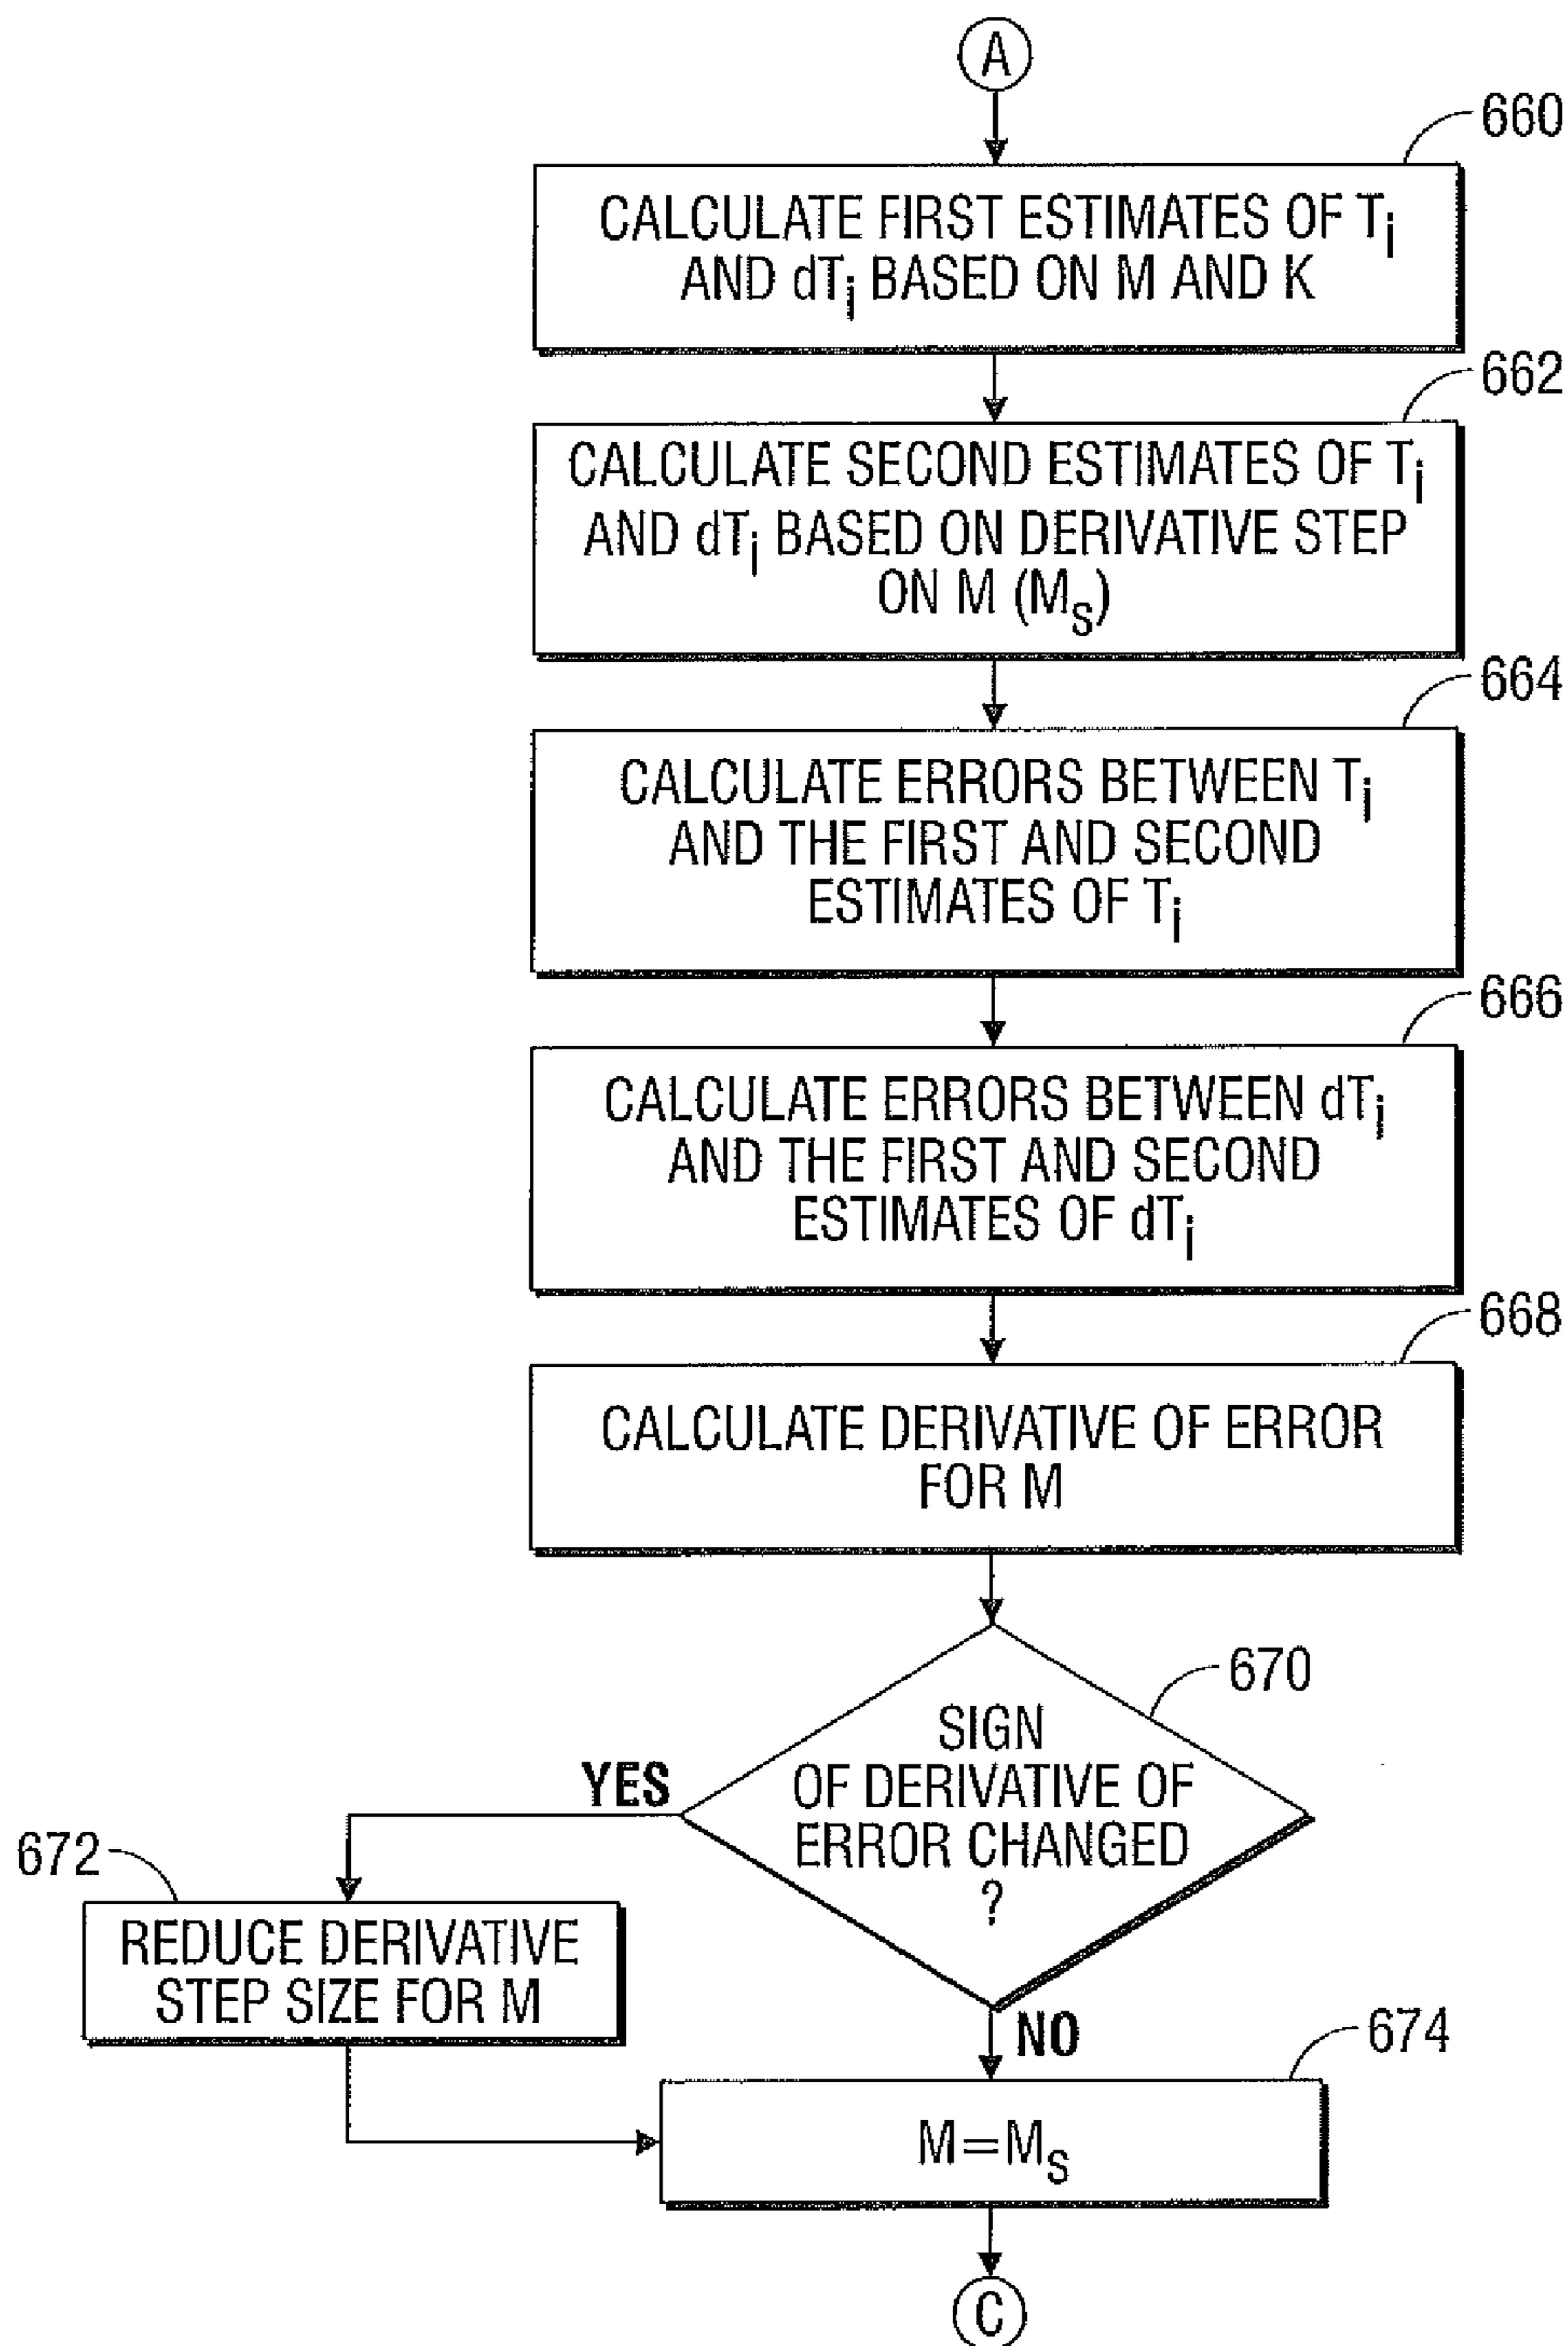 A
660
CALCULATE FIRST ESTIMATES OF Ti
AND dTi BASED ON M AND K
662
CALCULATE SECOND ESTIMATES OF Ti
AND dTi BASED ON DERIVATIVE STEP
ON M (MS)
664
CALCULATE ERRORS BETWEEN Ti
AND THE FIRST AND SECOND
ESTIMATES OF Ti
666
CALCULATE ERRORS BETWEEN dTi
AND THE FIRST AND SECOND
ESTIMATES OF dTi
668
CALCULATE DERIVATIVE OF ERROR
FOR M
670
SIGN
OF DERIVATIVE OF
ERROR CHANGED
?
YES
672
REDUCE DERIVATIVE
STEP SIZE FOR M
NO
674
M=MS
C